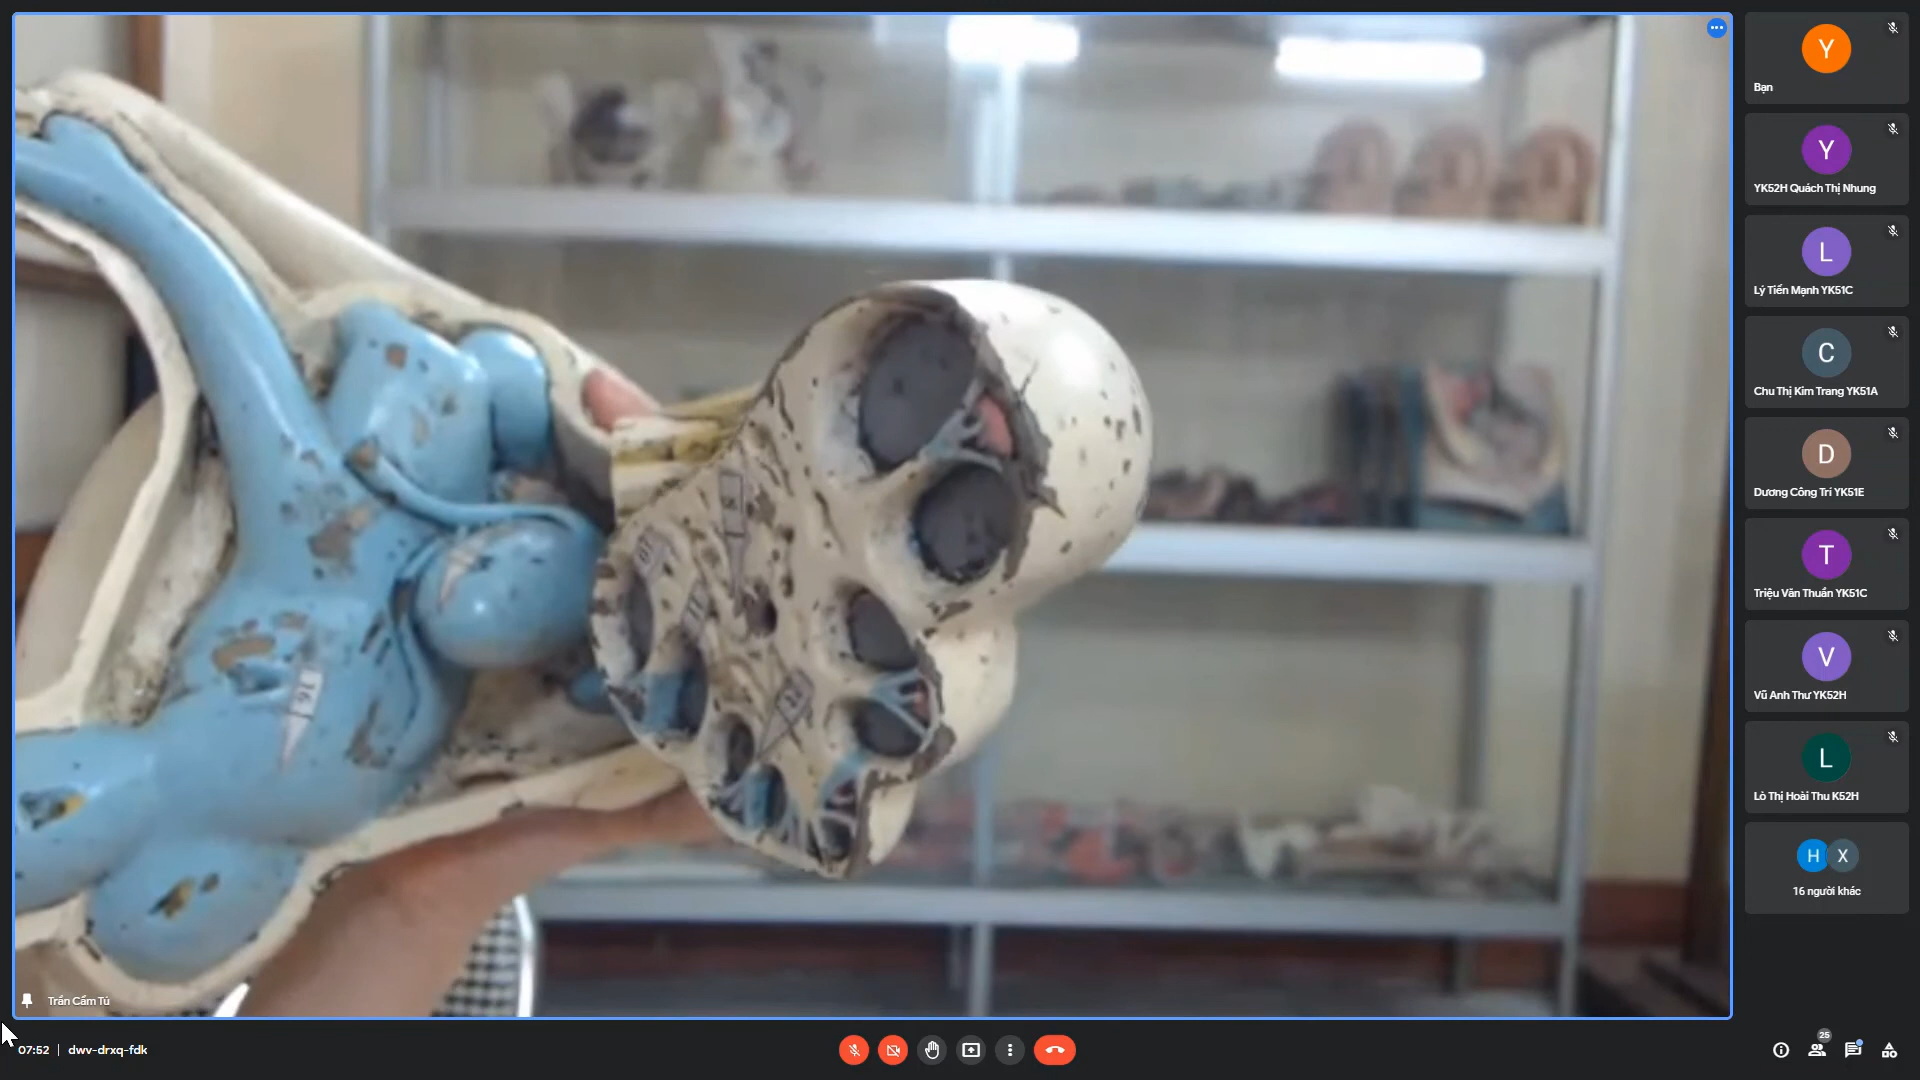 Y
Bạn
Y
YK52H Quách Thị Nhung
L
Lý Tiến Mạnh YK51C
C
Chu Thị Kim Trang YK51A
D
Dương Công Trí YK51E
T
Triệu Văn Thuần YK51C
V
Vũ Anh Thư YK52H
L
Lò Thị Hoài Thu K52H
H X
16 người khác
16
Trần Cẩm Tú
07:52 | dwv-drxq-fdk
25